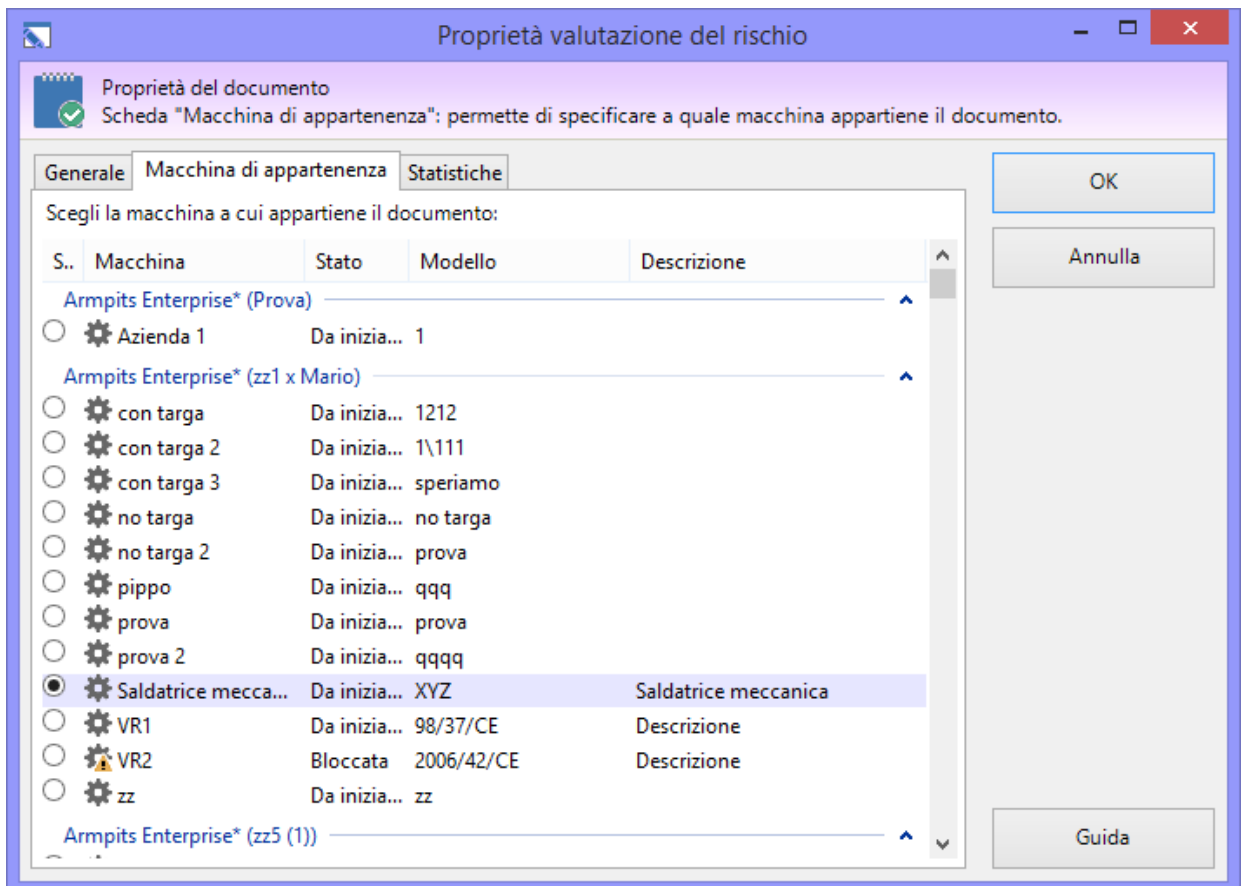 Proprietà valutazione del rischio
Proprietà del documento
Scheda "Macchina di appartenenza": permette di specificare a quale macchina appartiene il documento.
Generale Macchina di appartenenza Statistiche
OK
Scegli la macchina a cui appartiene il documento:
Annulla
S.. Macchina Stato Modello Descrizione
Armpits Enterprise* (Prova)
Azienda 1 Da inizia... 1
Armpits Enterprise* (zz1 x Mario)
con targa Da inizia... 1212
con targa 2 Da inizia... 1\111
con targa 3 Da inizia... speriamo
no targa Da inizia... no targa
no targa 2 Da inizia... prova
pippo Da inizia... qqq
prova Da inizia... prova
prova 2 Da inizia... qqqq
Saldatrice mecca... Da inizia... XYZ Saldatrice meccanica
VR1 Da inizia... 98/37/CE Descrizione
VR2 Bloccata 2006/42/CE Descrizione
zz Da inizia... zz
Armpits Enterprise* (zz5 (1))
Guida